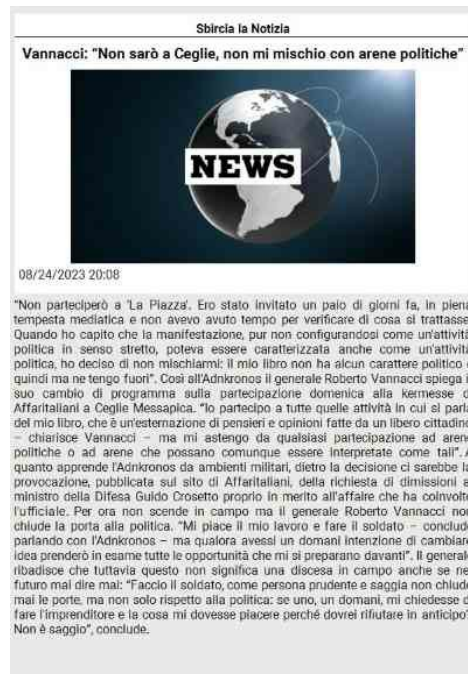 Sbircia la Notizia
Vannacci: “Non sarò a Ceglie, non mi mischio con arene politiche”
NEWS
08/24/2023 20:08
“Non parteciperò a ‘La Piazza’. Ero stato invitato un paio di giorni fa, in piena
tempesta mediatica e non avevo avuto tempo per verificare di cosa si trattasse.
Quando ho capito che la manifestazione, pur non configurandosi come un’attività
politica in senso stretto, poteva essere caratterizzata anche come un’attività
politica, ho deciso di non mischiarmi: il mio libro non ha alcun carattere politico
quindi ma ne tengo fuori”. Così all’Adnkronos il generale Roberto Vannacci spiega
suo cambio di programma sulla partecipazione domenica alla kermesse
Affaritaliani a Ceglie Messapica. “Io partecipo a tutte quelle attività in cui si parl
del mio libro, che è un’esternazione di pensieri e opinioni fatte da un libero cittadino
– chiarisce Vannacci – ma mi astengo da qualsiasi partecipazione ad arene
politiche o ad arene che possano comunque essere interpretate come tali”.
quanto apprende l’Adnkronos da ambienti militari, dietro la decisione ci sarebbe la
provocazione, pubblicata sul sito di Affaritaliani, della richiesta di dimissioni a
ministro della Difesa Guido Crosetto proprio in merito all’affaire che ha coinvolt
l’ufficiale. Per ora non scende in campo ma il generale Roberto Vannacci non
chiude la porta alla politica. “Mi piace il mio lavoro e fare il soldato – conclud
parlando con l’Adnkronos – ma qualora avessi un domani intenzione di cambiare
idea prenderò in esame tutte le opportunità che mi si preparano davanti”. Il generale
ribadisce che tuttavia questo non significa una discesa in campo anche se ne
futuro mai dire mai: “Faccio il soldato, come persona prudente e saggia non chiudo
mai le porte, ma non solo rispetto alla politica: se uno, un domani, mi chiedesse d
fare l’imprenditore e la cosa mi dovesse piacere perché dovrei rifiutare in anticipo?
Non è saggio”, conclude.